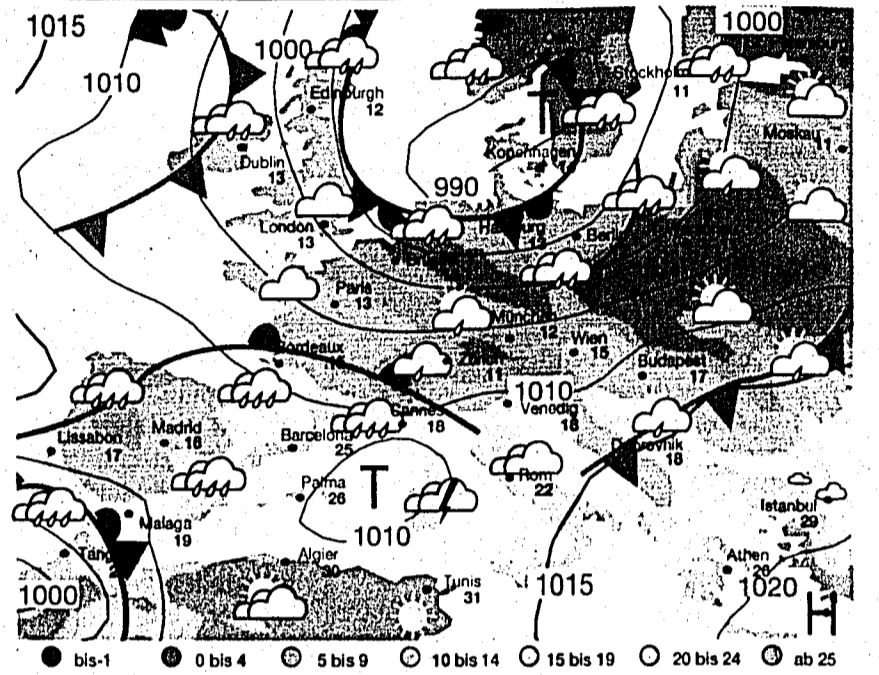 1015
1000
1000
1010
Edinburgh
12
Stockholm
11
T
Moskau
11
Dublin
13
Kopenhagen
990
London
13
Hamburg
Paris
13
München
12
Wien
15
Bordeaux
Zürich
11
Budapest
17
1010
Cannes
18
Venedig
18
Lissabon
17
Madrid
16
Barcelona
25
Dubrovnik
18
T
Rom
22
Palma
26
Istanbul
29
Malaga
19
1010
Algier
30
Athen
26
Tunis
31
1000
1015
1020
H
bis-1
0 bis 4
5 bis 9
10 bis 14
15 bis 19
20 bis 24
ab 25